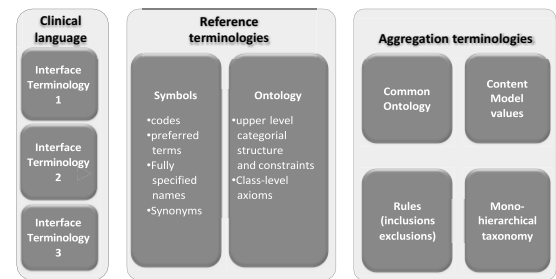 Clinical
language
Interface
Terminology
1
Interface
Terminology
2
Interface
Terminology
3
Reference
terminologies
Symbols
•codes
•preferred
terms
•Fully
specified
names
•Synonyms
Ontology
•upper level
categorial
structure
and constraints
•Class-level
axioms
Aggregation terminologies
Common
Ontology
Content
Model
values
Rules
(inclusions
exclusions)
Mono-
hierarchical
taxonomy